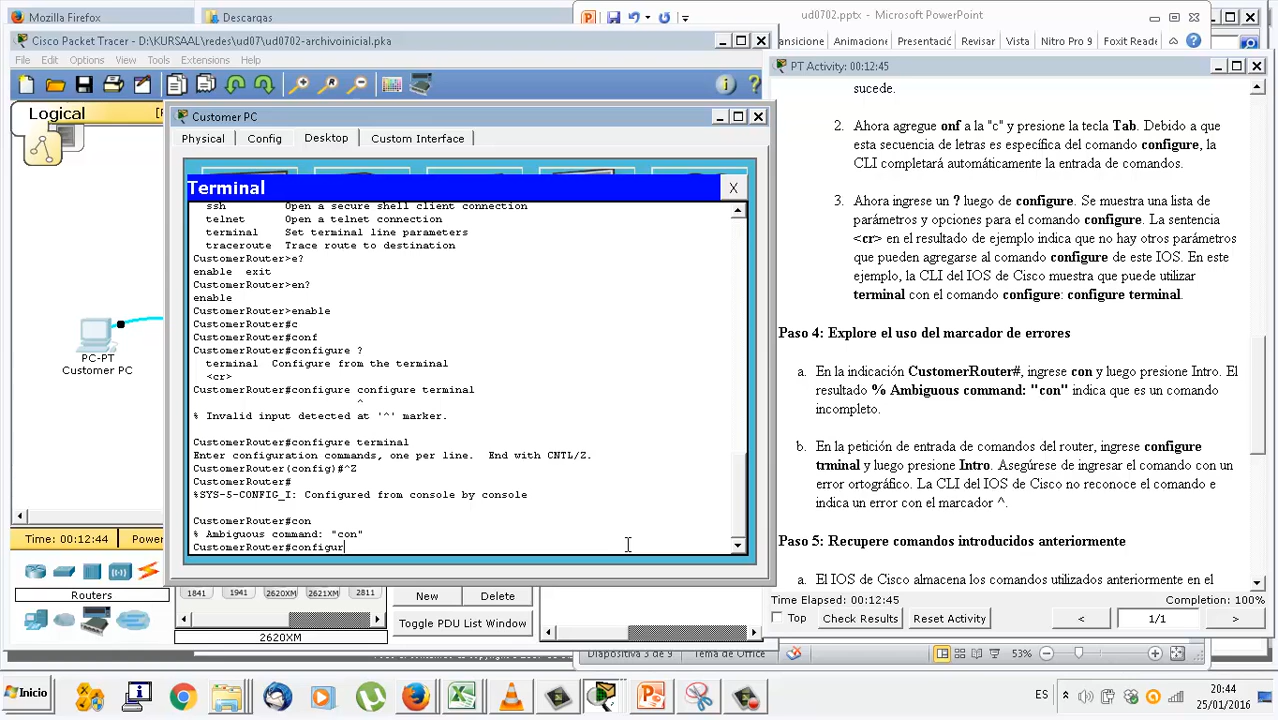 Mozilla Firefox
Descargas
ud0702.pptx - Microsoft PowerPoint
Cisco Packet Tracer - D:\KURSAAL\redes\ud07\ud0702-archivoinicial.pka
ansicione Animacione Presentació Revisar Vista Nitro Pro 9 Foxit Reade
File Edit Options View Tools Extensions Help
PT Activity: 00:12:45
Logical
Customer PC
Physical Config Desktop Custom Interface
Terminal
X
ssh Open a secure shell client connection
telnet Open a telnet connection
terminal Set terminal line parameters
traceroute Trace route to destination
CustomerRouter>e?
enable exit
CustomerRouter>en?
enable
CustomerRouter>enable
CustomerRouter#c
CustomerRouter#conf
CustomerRouter#configure ?
terminal Configure from the terminal
<cr>
CustomerRouter#configure configure terminal
^
% Invalid input detected at '^' marker.
CustomerRouter#configure terminal
Enter configuration commands, one per line. End with CNTL/Z.
CustomerRouter(config)#^Z
CustomerRouter#
%SYS-5-CONFIG_I: Configured from console by console
CustomerRouter#con
% Ambiguous command: "con"
CustomerRouter#configur
PC-PT
Customer PC
Time: 00:12:44 Power
Routers
1841 1941 2620XM 2621XM 2811
2620XM
New Delete
Toggle PDU List Window
sucede.
2. Ahora agregue onf a la "c" y presione la tecla Tab. Debido a que
esta secuencia de letras es específica del comando configure, la
CLI completará automáticamente la entrada de comandos.
3. Ahora ingrese un ? luego de configure. Se muestra una lista de
parámetros y opciones para el comando configure. La sentencia
<cr> en el resultado de ejemplo indica que no hay otros parámetros
que pueden agregarse al comando configure de este IOS. En este
ejemplo, la CLI del IOS de Cisco muestra que puede utilizar
terminal con el comando configure: configure terminal.
Paso 4: Explore el uso del marcador de errores
a. En la indicación CustomerRouter#, ingrese con y luego presione Intro. El
resultado % Ambiguous command: "con" indica que es un comando
incompleto.
b. En la petición de entrada de comandos del router, ingrese configure
trminal y luego presione Intro. Asegúrese de ingresar el comando con un
error ortográfico. La CLI del IOS de Cisco no reconoce el comando e
indica un error con el marcador ^.
Paso 5: Recupere comandos introducidos anteriormente
a. El IOS de Cisco almacena los comandos utilizados anteriormente en el
Time Elapsed: 00:12:45 Completion: 100%
Top Check Results Reset Activity < 1/1 >
Diapositiva 3 de 9 Tema de Office
53%
Inicio
ES
20:44
25/01/2016